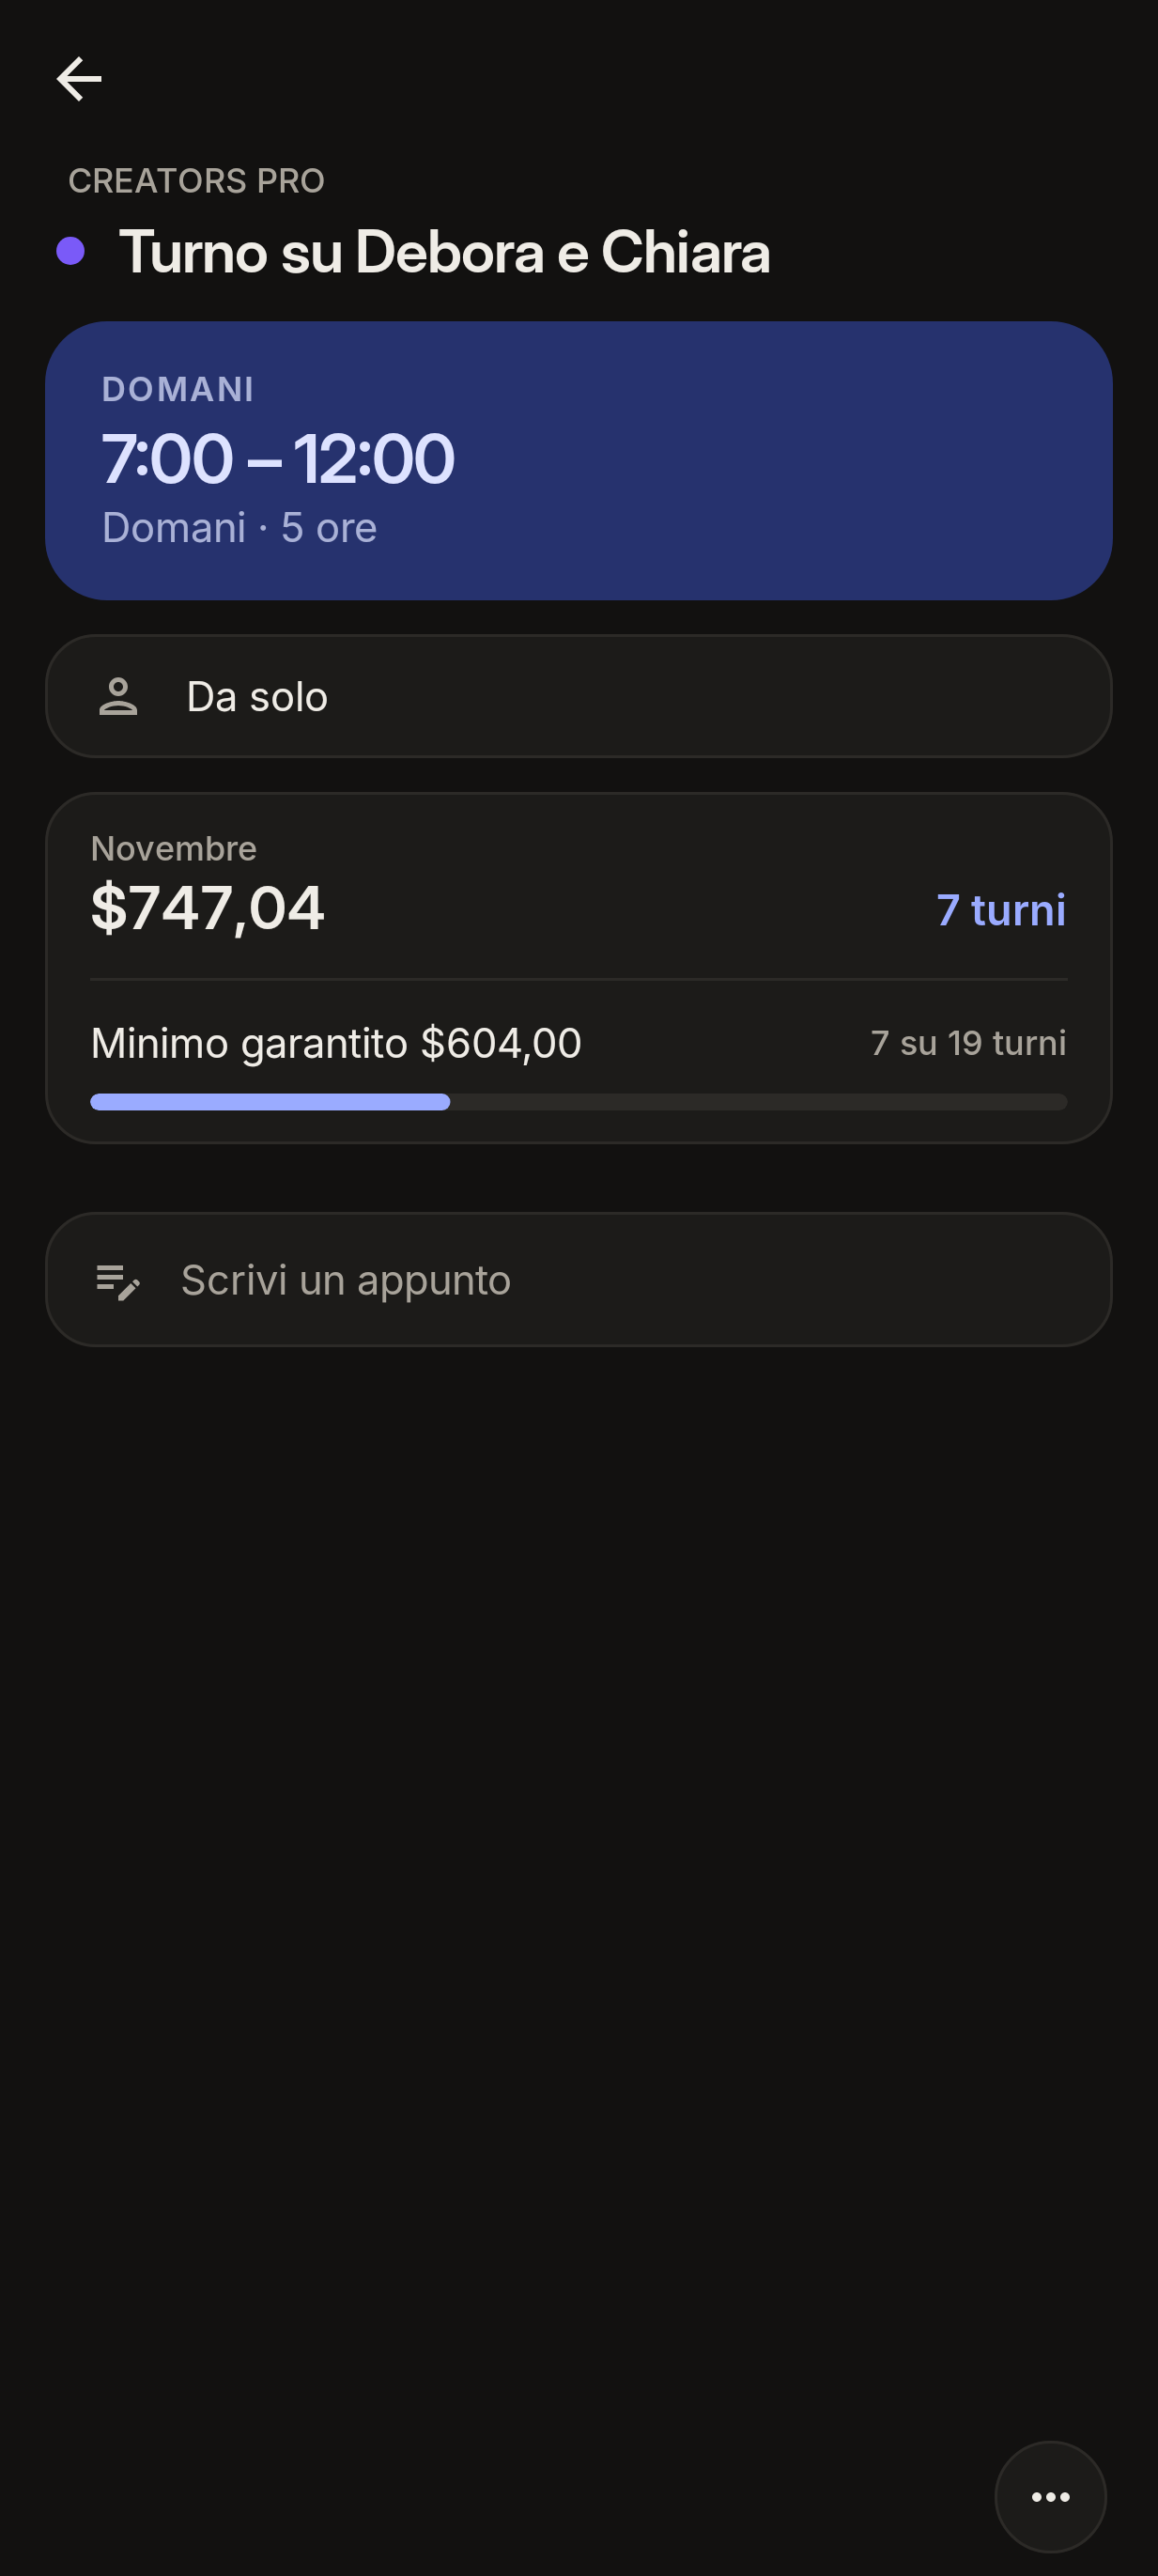 CREATORS PRO
Turno su Debora e Chiara
DOMANI
7:00 – 12:00
Domani · 5 ore
Da solo
Novembre
$747,04
7 turni
Minimo garantito $604,00
7 su 19 turni
Scrivi un appunto